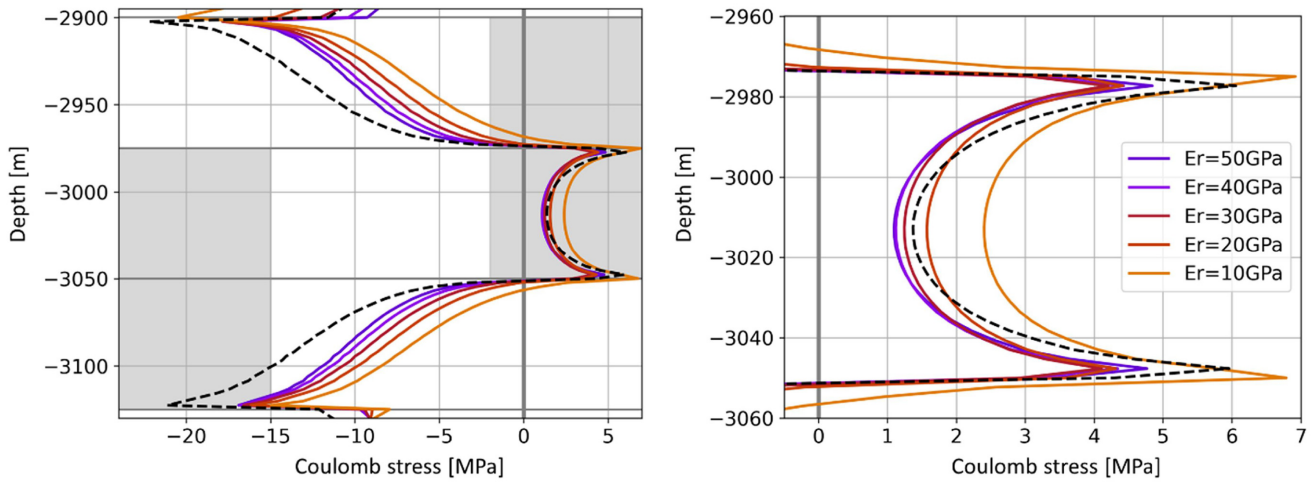 −2900
−2950
−3000
−3050
−3100
Depth [m]
−20 −15 −10 −5 0 5
Coulomb stress [MPa]
−2960
−2980
−3000
−3020
−3040
−3060
Depth [m]
Er=50GPa
Er=40GPa
Er=30GPa
Er=20GPa
Er=10GPa
0 1 2 3 4 5 6 7
Coulomb stress [MPa]